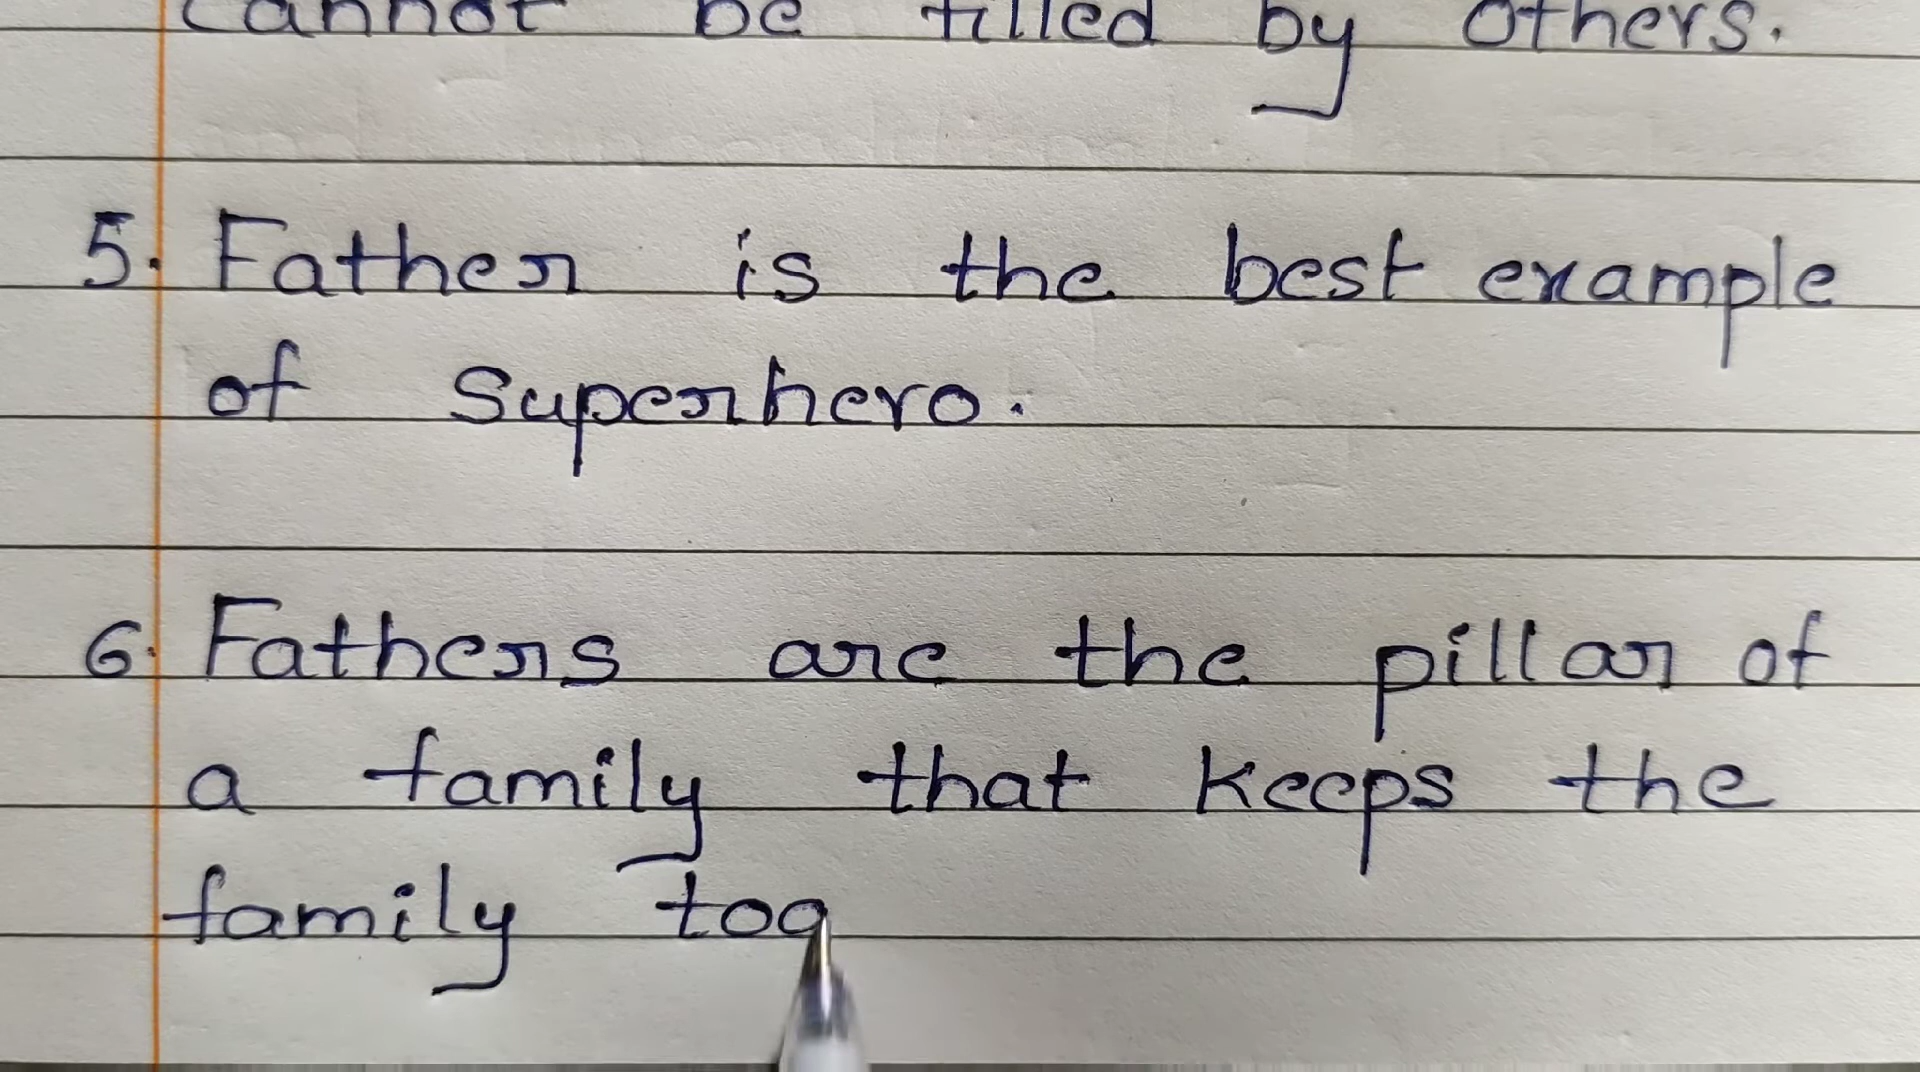 cannot be filled by others.
5. Father is the best example
of Superhero.
6. Fathers are the pillar of
a family that keeps the
family tog